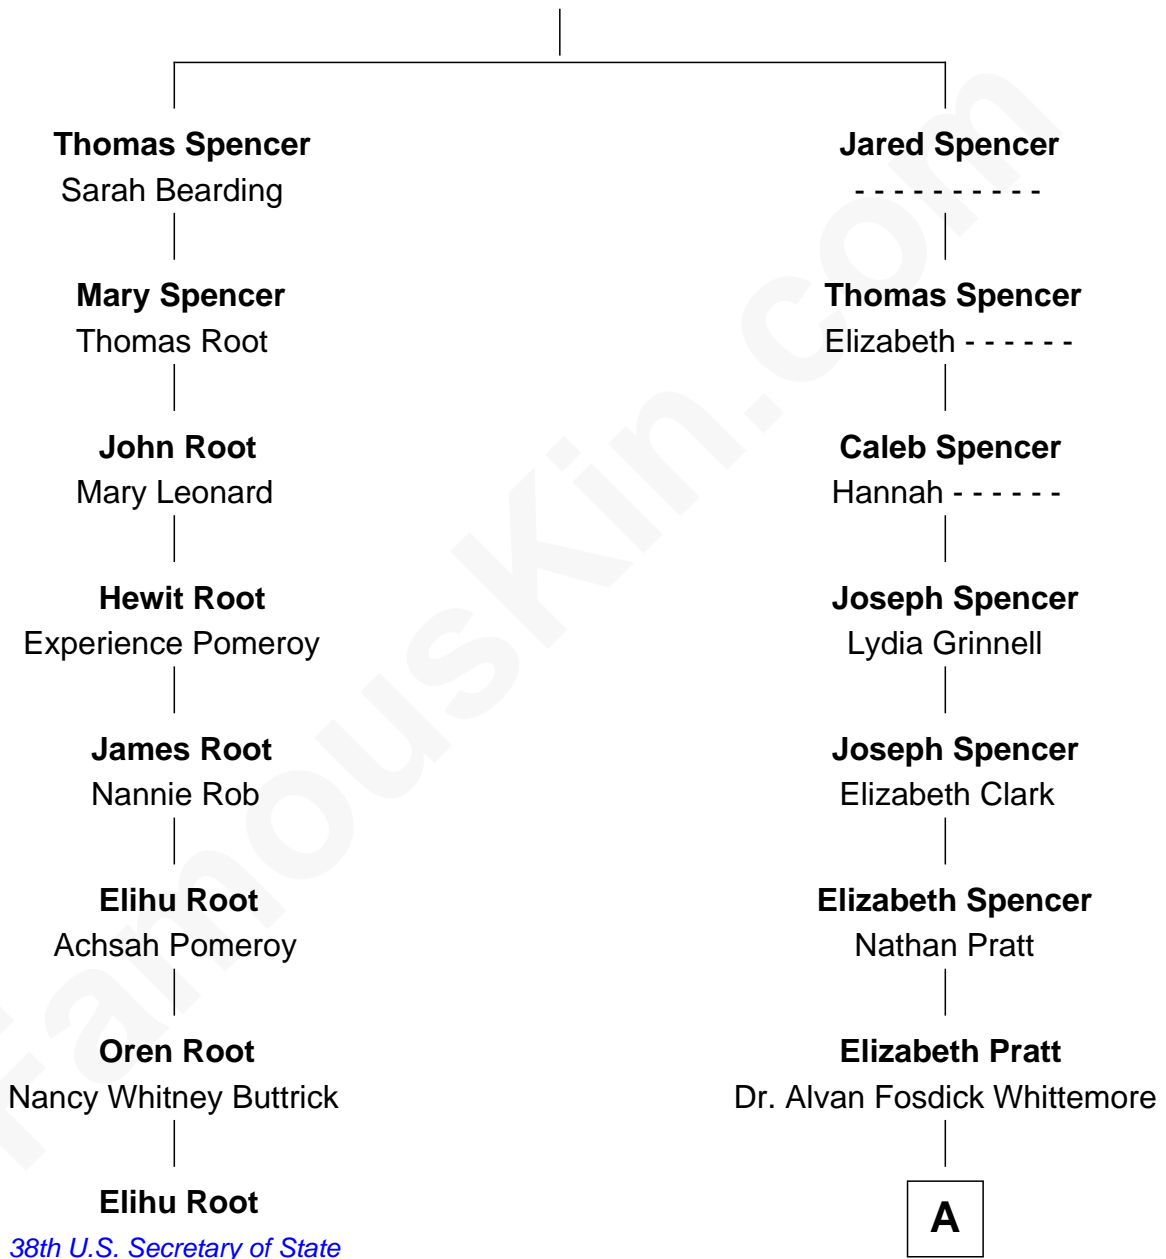 Thomas Spencer
Sarah Bearding
Mary Spencer
Thomas Root
John Root
Mary Leonard
Hewit Root
Experience Pomeroy
James Root
Nannie Rob
Elihu Root
Achsah Pomeroy
Oren Root
Nancy Whitney Buttrick
Elihu Root
38th U.S. Secretary of State
Jared Spencer
- - - - - - - - - -
Thomas Spencer
Elizabeth - - - - - -
Caleb Spencer
Hannah - - - - - -
Joseph Spencer
Lydia Grinnell
Joseph Spencer
Elizabeth Clark
Elizabeth Spencer
Nathan Pratt
Elizabeth Pratt
Dr. Alvan Fosdick Whittemore
A
FamousKin.com